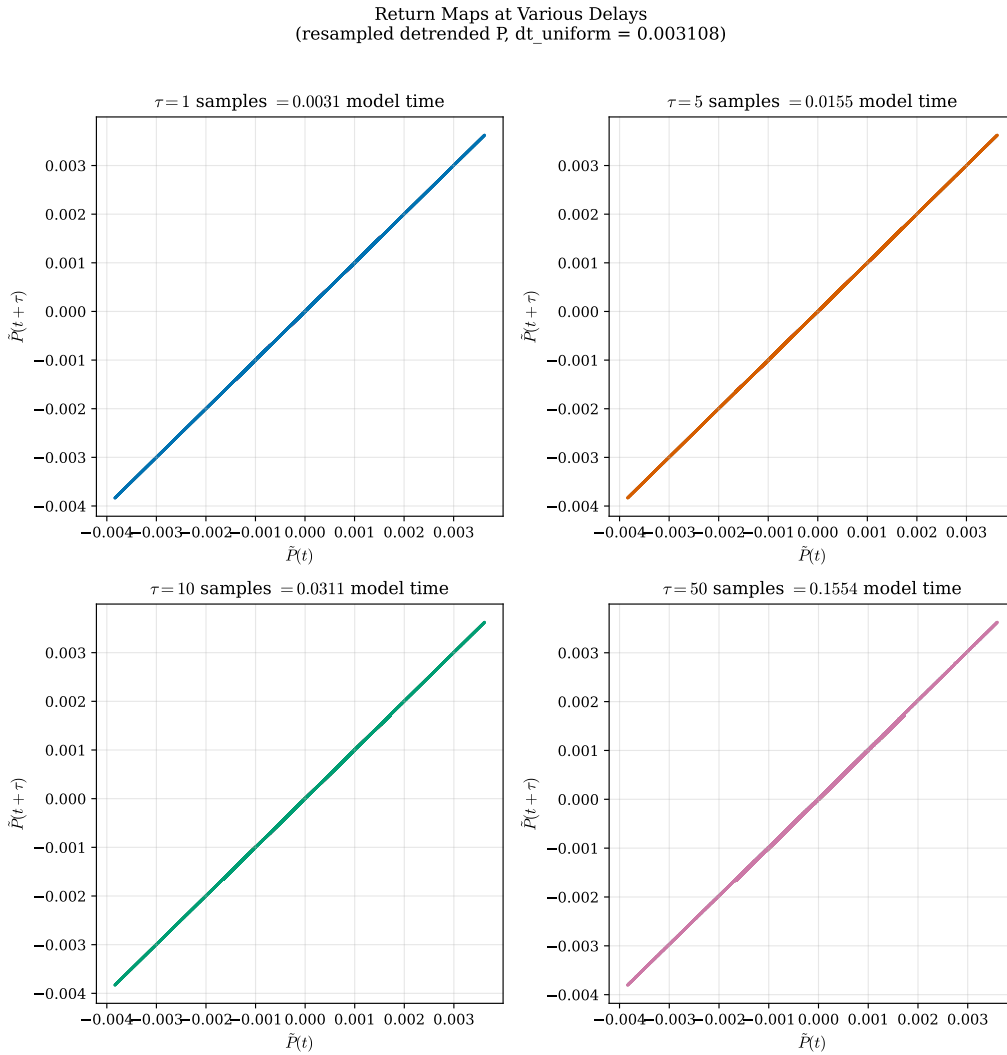 Return Maps at Various Delays
(resampled detrended P, dt_uniform = 0.003108)
τ = 1 samples = 0.0031 model time
P̃(t + τ)
0.003
0.002
0.001
0.000
−0.001
−0.002
−0.003
−0.004
−0.004 −0.003 −0.002 −0.001 0.000 0.001 0.002 0.003
P̃(t)
τ = 5 samples = 0.0155 model time
P̃(t + τ)
0.003
0.002
0.001
0.000
−0.001
−0.002
−0.003
−0.004
−0.004 −0.003 −0.002 −0.001 0.000 0.001 0.002 0.003
P̃(t)
τ = 10 samples = 0.0311 model time
P̃(t + τ)
0.003
0.002
0.001
0.000
−0.001
−0.002
−0.003
−0.004
−0.004 −0.003 −0.002 −0.001 0.000 0.001 0.002 0.003
P̃(t)
τ = 50 samples = 0.1554 model time
P̃(t + τ)
0.003
0.002
0.001
0.000
−0.001
−0.002
−0.003
−0.004
−0.004 −0.003 −0.002 −0.001 0.000 0.001 0.002 0.003
P̃(t)